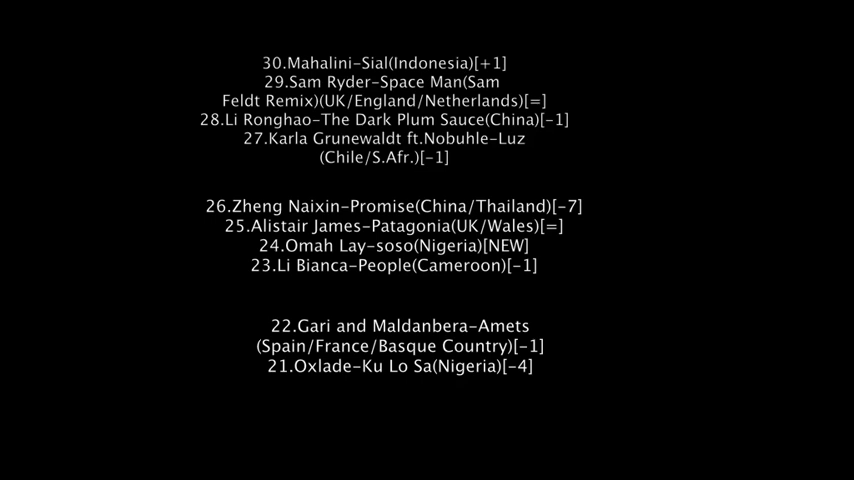 30.Mahalini-Sial(Indonesia)[+1]
29.Sam Ryder-Space Man(Sam
Feldt Remix)(UK/England/Netherlands)[=]
28.Li Ronghao-The Dark Plum Sauce(China)[-1]
27.Karla Grunewaldt ft.Nobuhle-Luz
(Chile/S.Afr.)[-1]
26.Zheng Naixin-Promise(China/Thailand)[-7]
25.Alistair James-Patagonia(UK/Wales)[=]
24.Omah Lay-soso(Nigeria)[NEW]
23.Li Bianca-People(Cameroon)[-1]
22.Gari and Maldanbera-Amets
(Spain/France/Basque Country)[-1]
21.Oxlade-Ku Lo Sa(Nigeria)[-4]